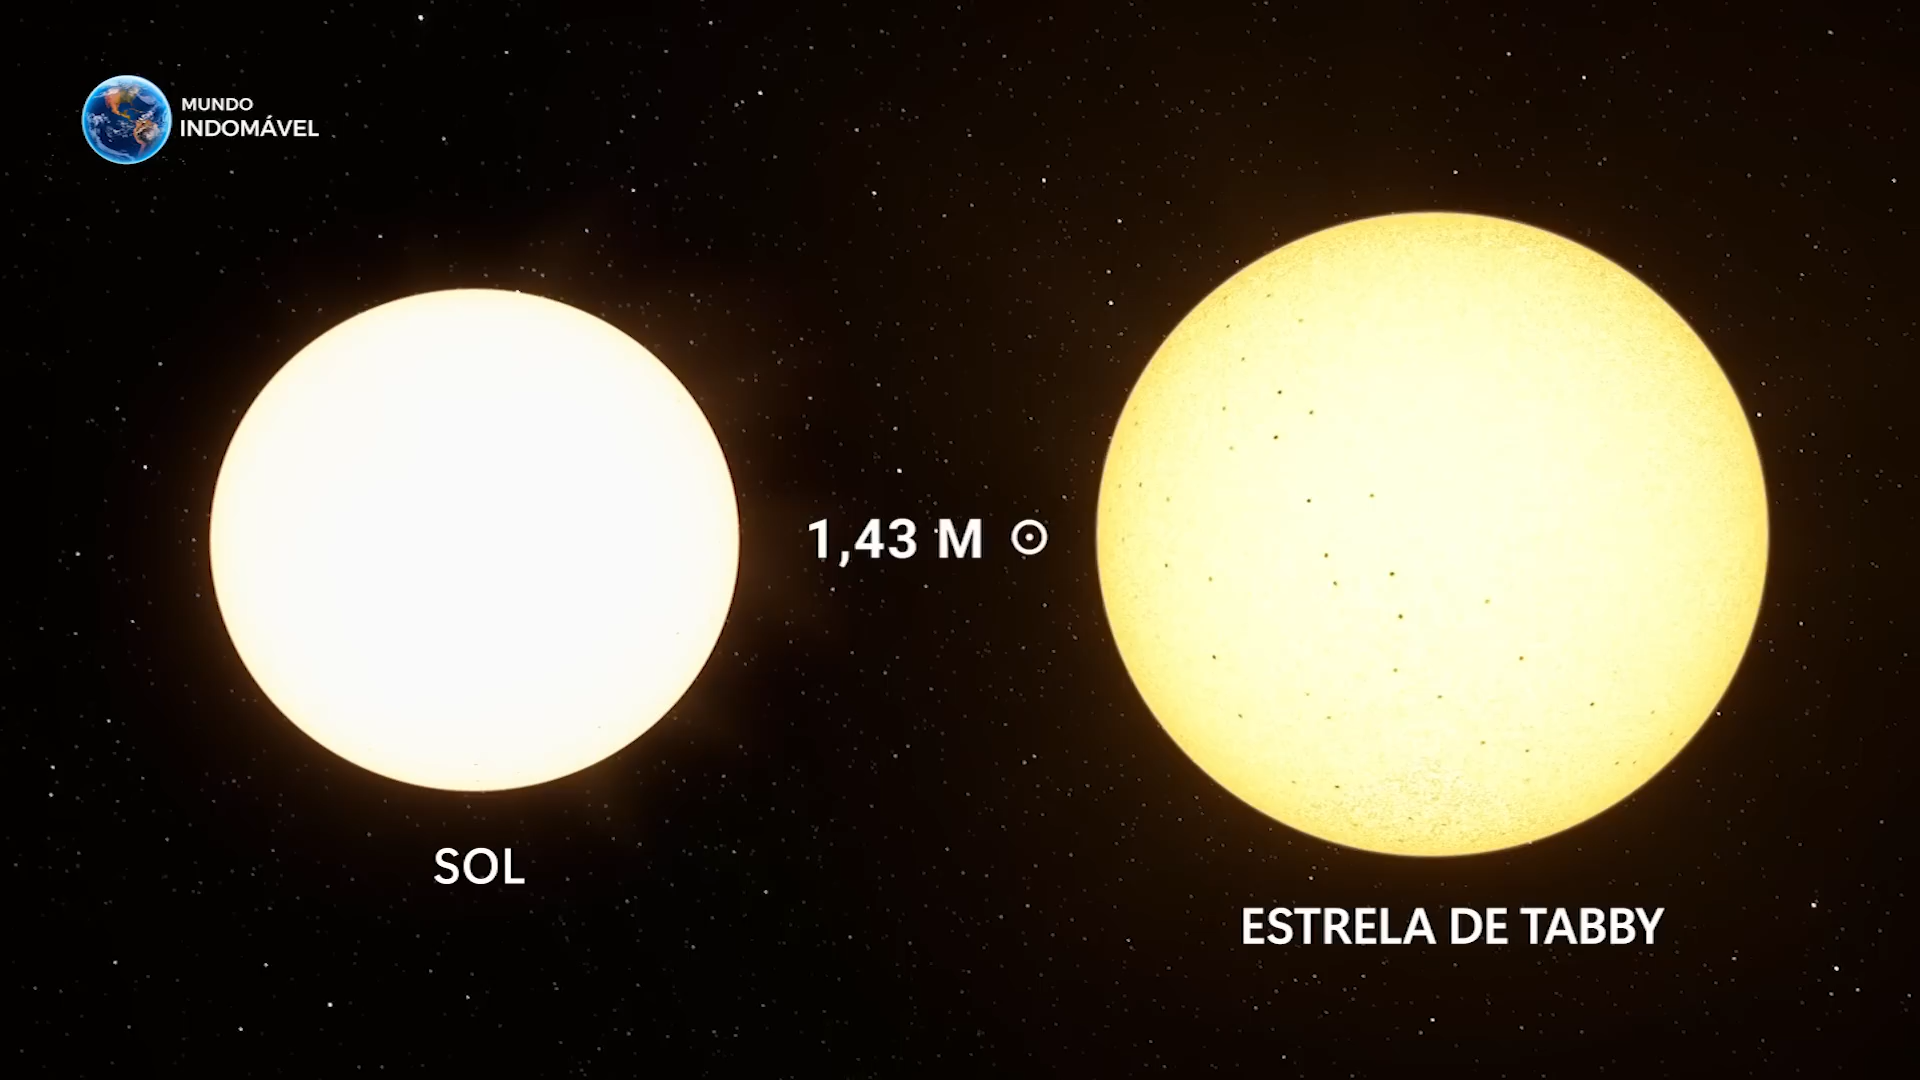 MUNDO
INDOMÁVEL
1,43 M ⊙
SOL
ESTRELA DE TABBY